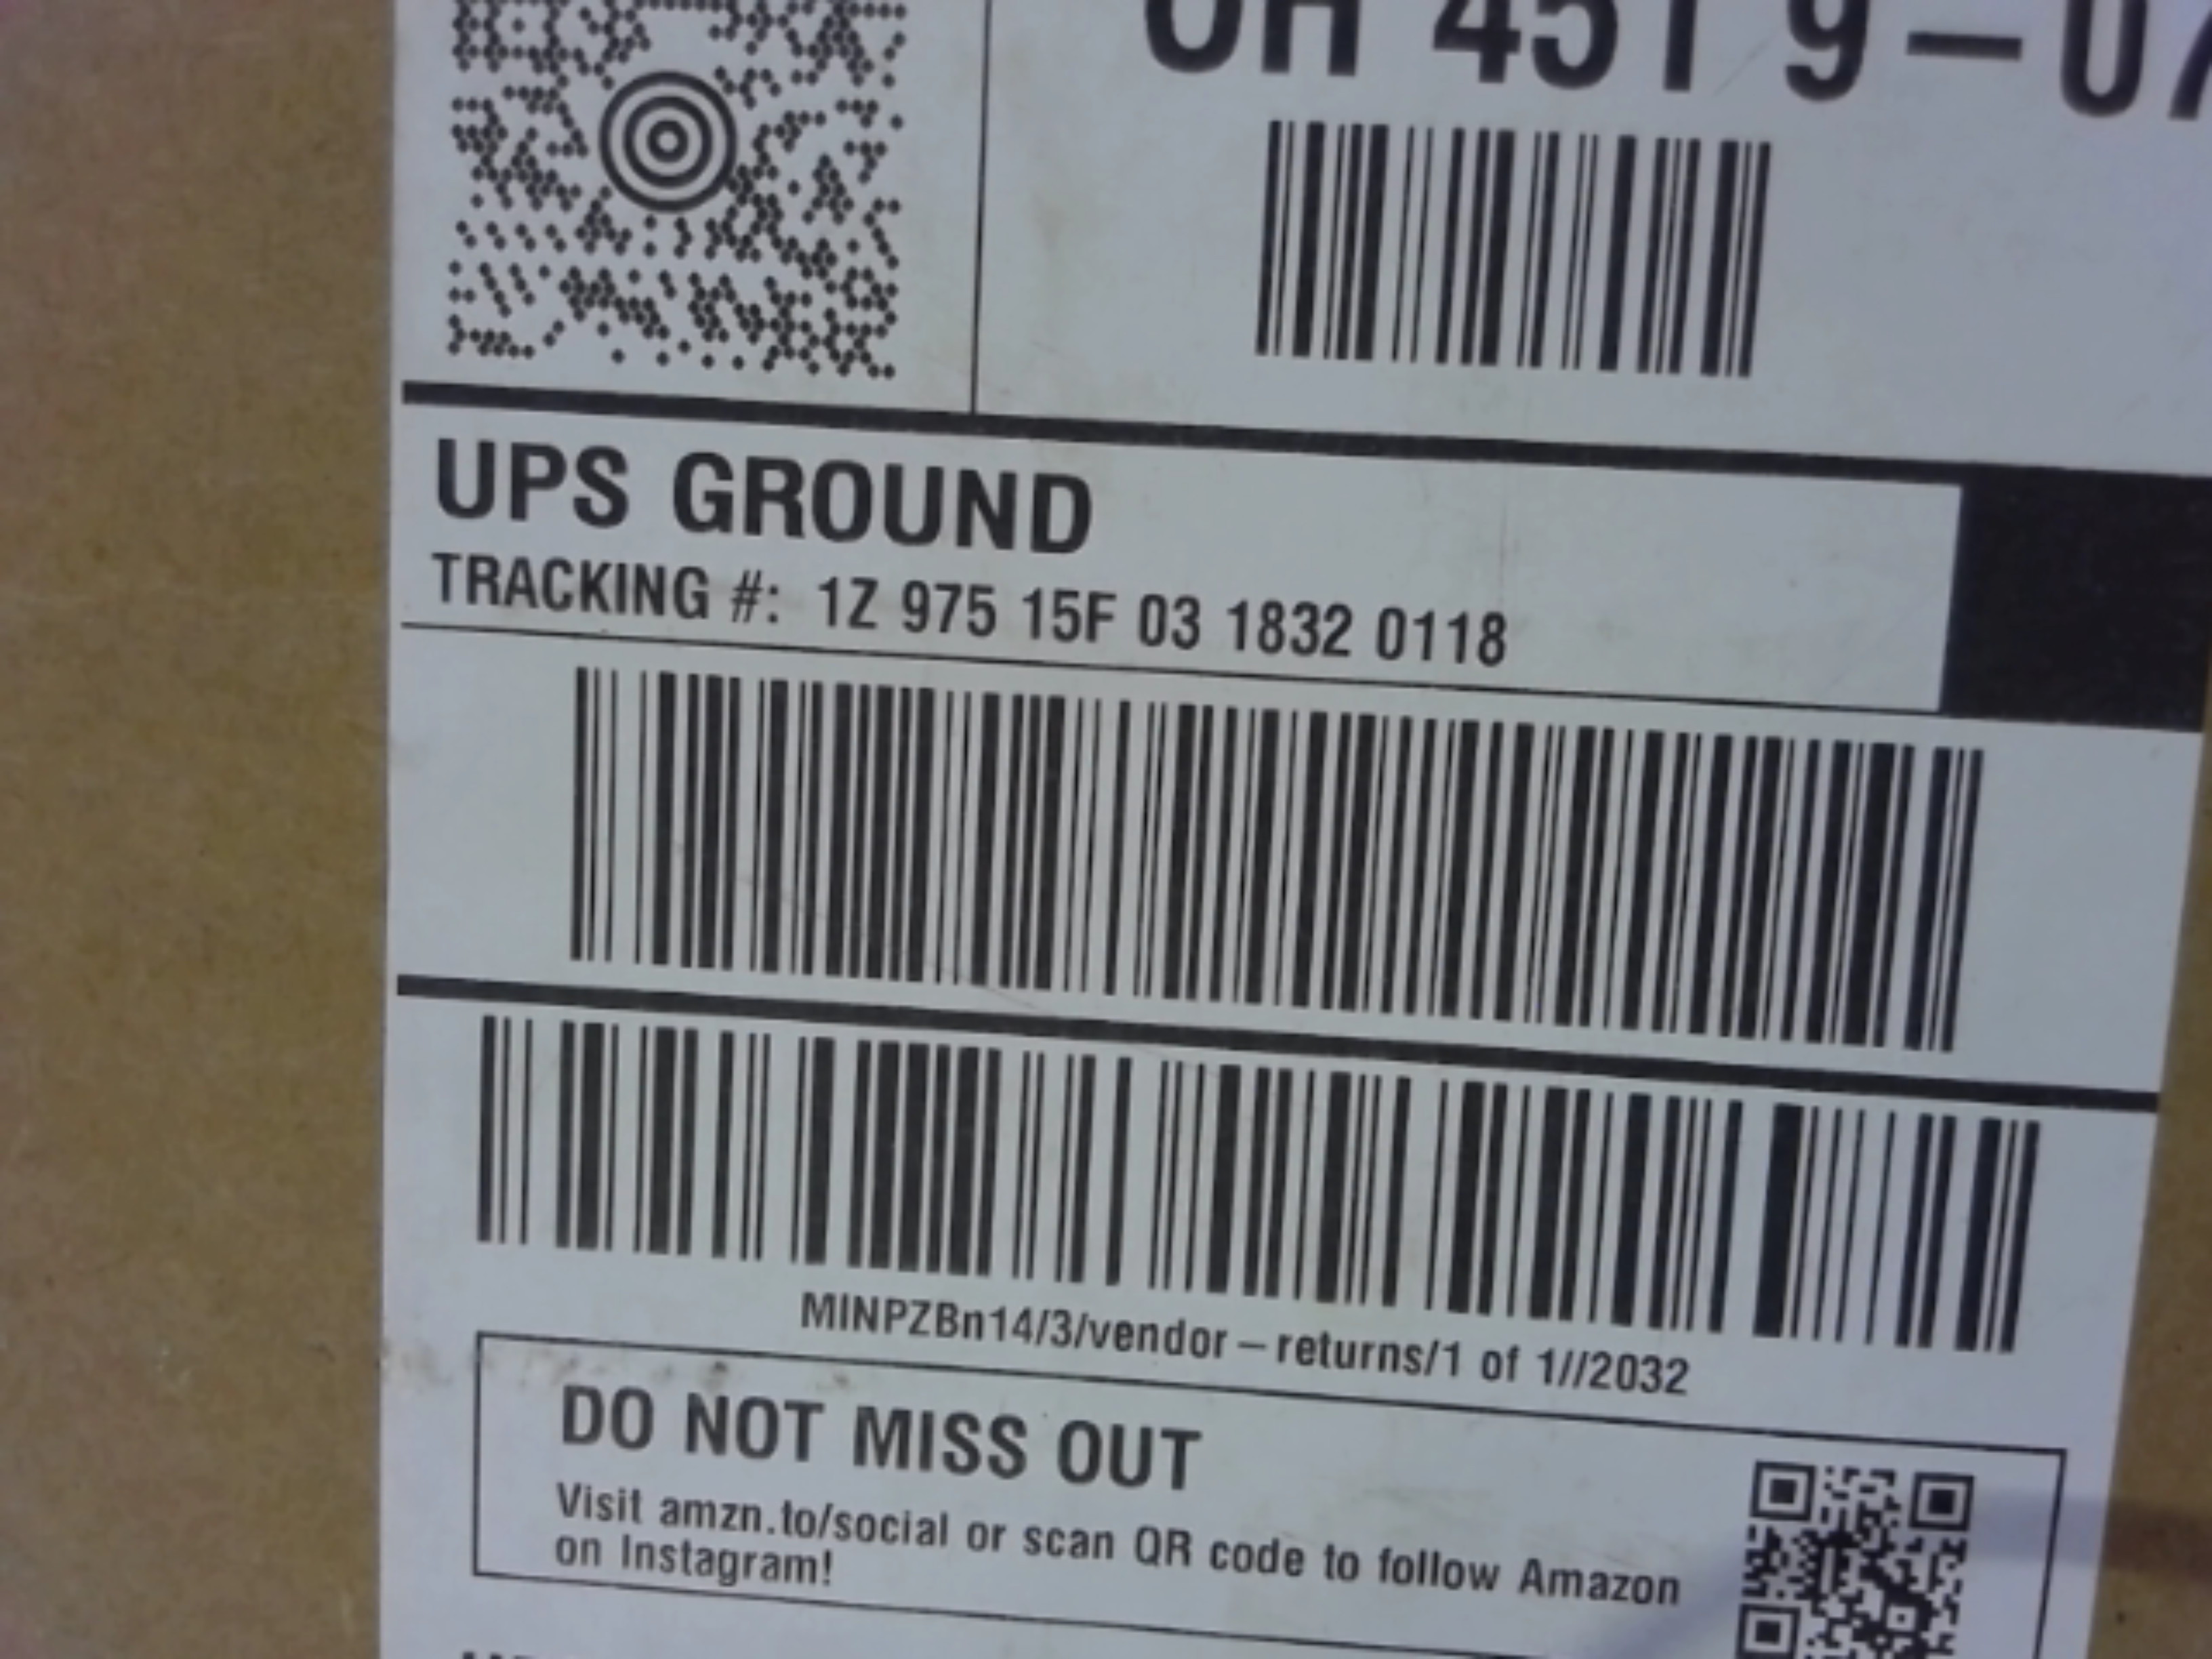 UPS GROUND
TRACKING #: 1Z 975 15F 03 1832 0118
MINPZBn14/3/vendor – returns/1 of 1//2032
DO NOT MISS OUT
Visit amzn.to/social or scan QR code to follow Amazon
on Instagram!